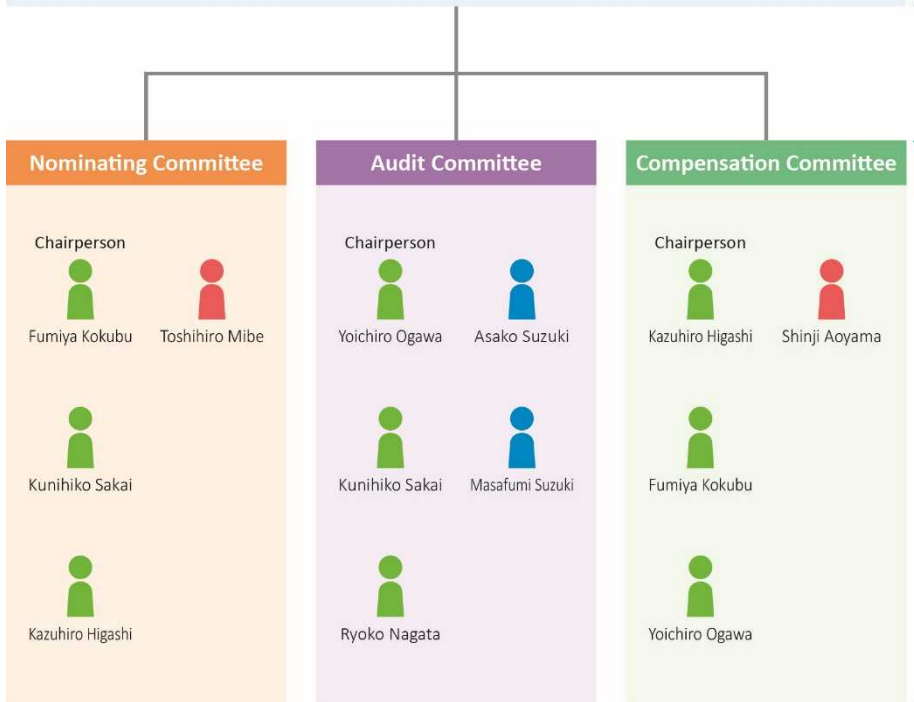 Nominating Committee
Chairperson
Fumiya Kokubu
Toshihiro Mibe
Kunihiko Sakai
Kazuhiro Higashi
Audit Committee
Chairperson
Yoichiro Ogawa
Asako Suzuki
Kunihiko Sakai
Masafumi Suzuki
Ryoko Nagata
Compensation Committee
Chairperson
Kazuhiro Higashi
Shinji Aoyama
Fumiya Kokubu
Yoichiro Ogawa